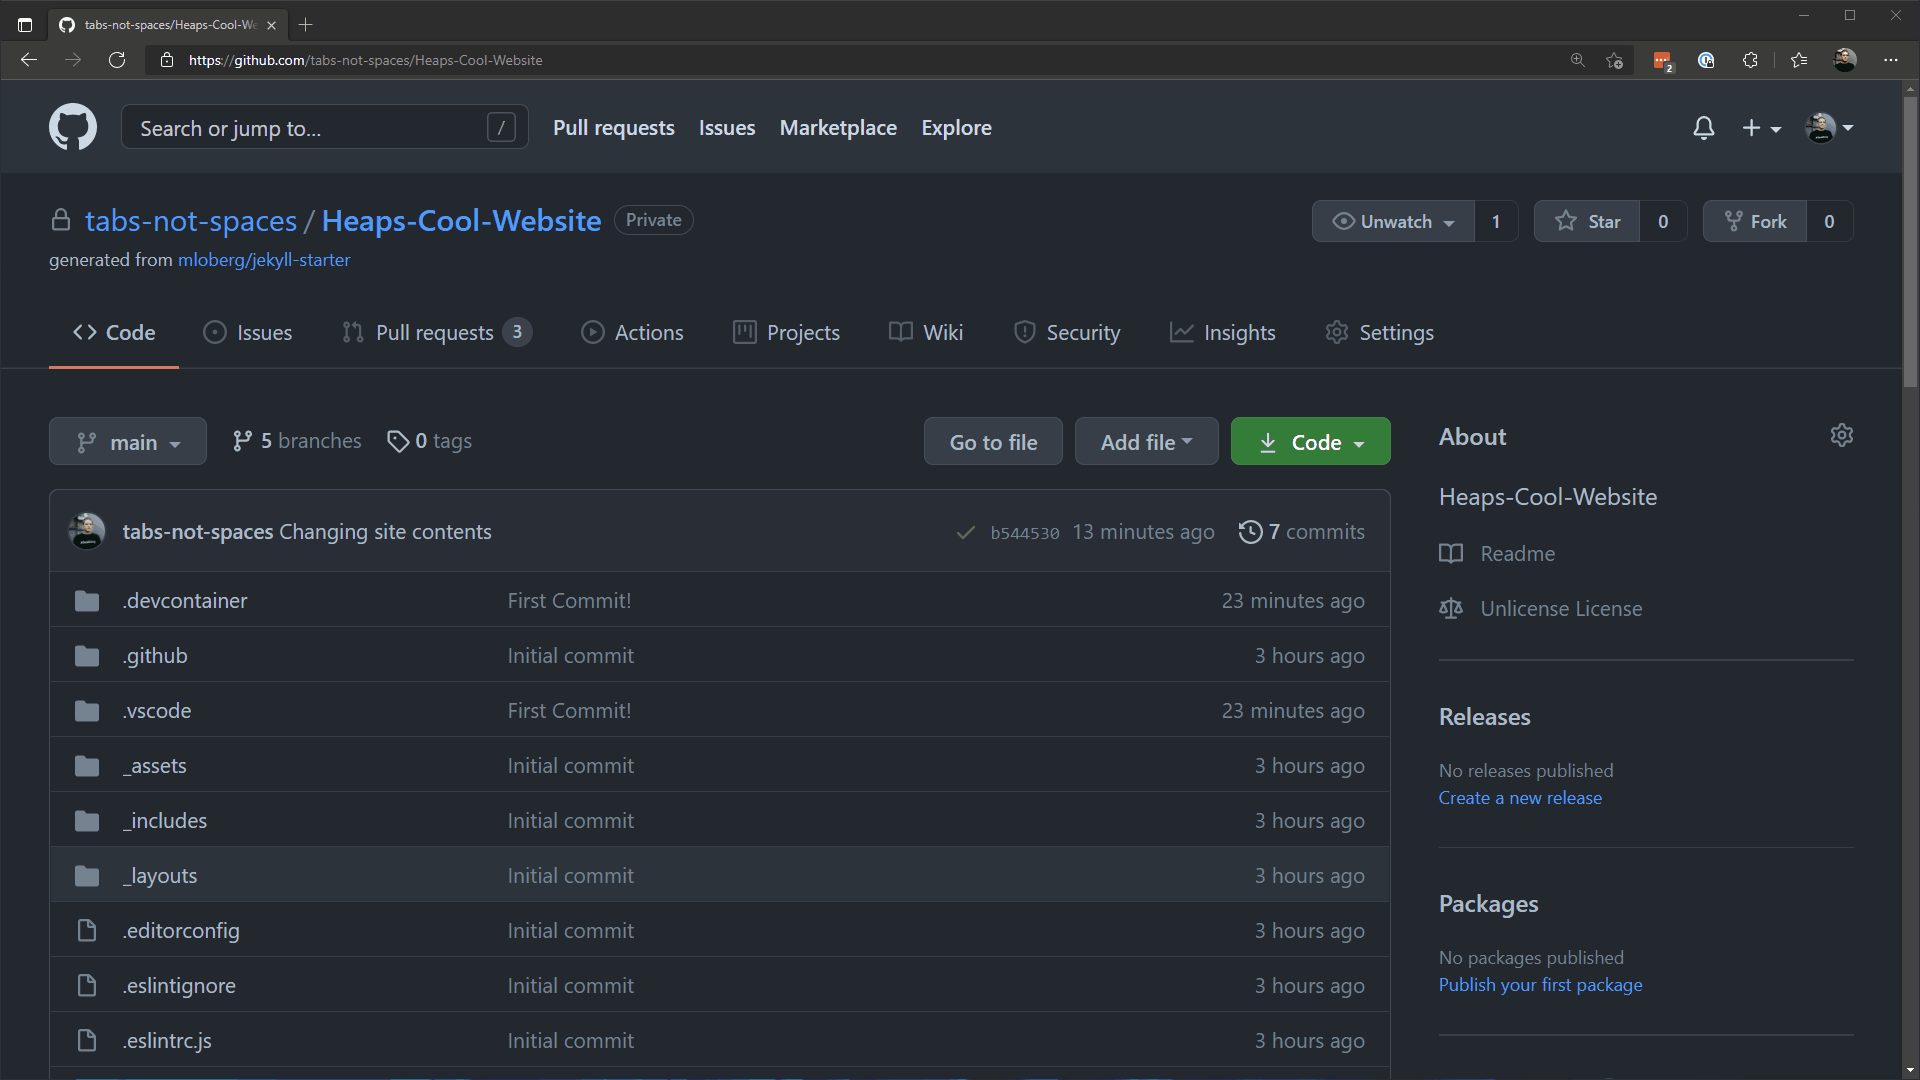 tabs-not-spaces/Heaps-Cool-We
https://github.com/tabs-not-spaces/Heaps-Cool-Website
2
Search or jump to... /
Pull requests Issues Marketplace Explore
tabs-not-spaces / Heaps-Cool-Website Private
Unwatch 1 Star 0 Fork 0
generated from mloberg/jekyll-starter
Code Issues Pull requests 3 Actions Projects Wiki Security Insights Settings
main 5 branches 0 tags
Go to file Add file Code
tabs-not-spaces Changing site contents b544530 13 minutes ago 7 commits
.devcontainer First Commit! 23 minutes ago
.github Initial commit 3 hours ago
.vscode First Commit! 23 minutes ago
_assets Initial commit 3 hours ago
_includes Initial commit 3 hours ago
_layouts Initial commit 3 hours ago
.editorconfig Initial commit 3 hours ago
.eslintignore Initial commit 3 hours ago
.eslintrc.js Initial commit 3 hours ago
About
Heaps-Cool-Website
Readme
Unlicense License
Releases
No releases published
Create a new release
Packages
No packages published
Publish your first package